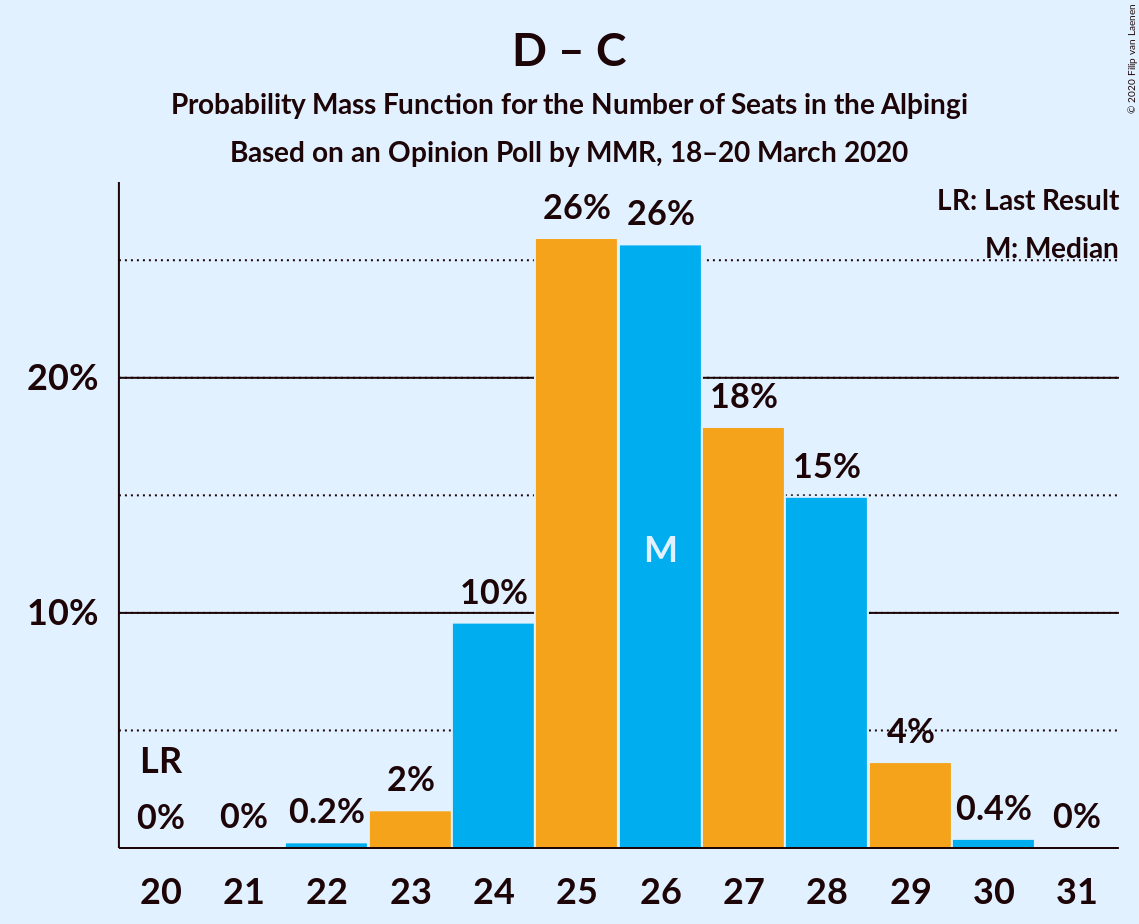 D – C
Probability Mass Function for the Number of Seats in the Alþingi
Based on an Opinion Poll by MMR, 18–20 March 2020
© 2020 Filip van Laenen
LR: Last Result
M: Median
26%
26%
20%
18%
15%
M
10%
10%
4%
LR
2%
0%
0%
0.2%
0.4%
0%
20 21 22 23 24 25 26 27 28 29 30 31